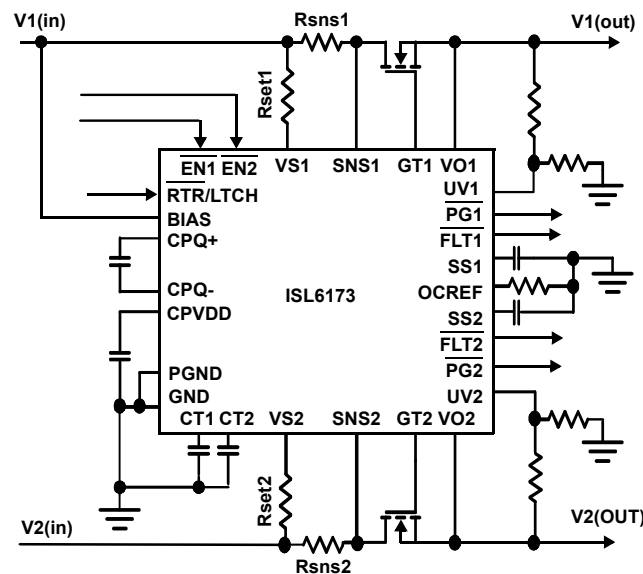 V1(in) Rsns1 V1(out)
Rset1
EN1 EN2 VS1 SNS1 GT1 VO1
UV1
RTR/LTCH
PG1
BIAS
FLT1
CPQ+
SS1
CPQ- ISL6173 OCREF
CPVDD
SS2
FLT2
PGND
PG2
GND
UV2
CT1 CT2 VS2 SNS2 GT2 VO2
Rset2
V2(in) V2(OUT)
Rsns2